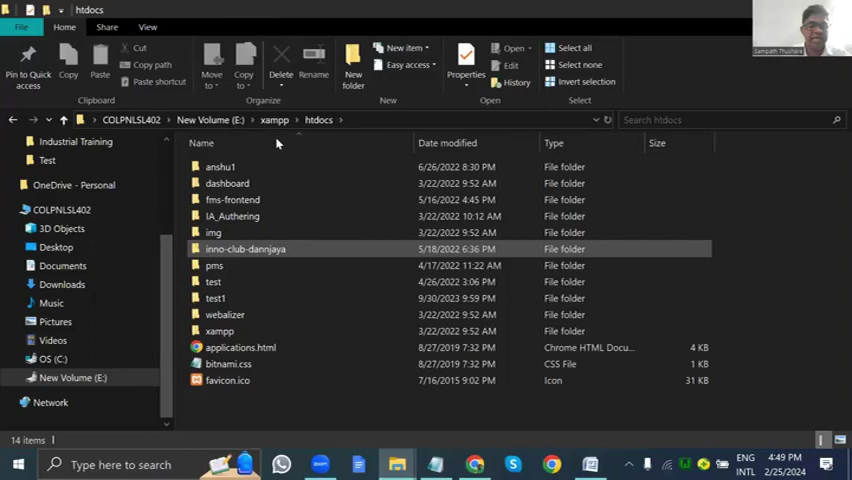 htdocs
File Home Share View
Pin to Quick access
Copy
Paste
Cut
Copy path
Paste shortcut
Clipboard
Move to
Copy to
Delete
Rename
Organize
New folder
New item
Easy access
New
Properties
Open
Edit
History
Open
Select all
Select none
Invert selection
Select
Sampath Thushara
COLPNLSL402 New Volume (E:) xampp htdocs
Search htdocs
Industrial Training
Test
OneDrive - Personal
COLPNLSL402
3D Objects
Desktop
Documents
Downloads
Music
Pictures
Videos
OS (C:)
New Volume (E:)
Network
Name Date modified Type Size
anshu1 6/26/2022 8:30 PM File folder
dashboard 3/22/2022 9:52 AM File folder
fms-frontend 5/16/2022 4:45 PM File folder
IA_Authering 3/22/2022 10:12 AM File folder
img 3/22/2022 9:52 AM File folder
inno-club-dannjaya 5/18/2022 6:36 PM File folder
pms 4/17/2022 11:22 AM File folder
test 4/26/2022 3:06 PM File folder
test1 9/30/2023 9:59 PM File folder
webalizer 3/22/2022 9:52 AM File folder
xampp 3/22/2022 9:52 AM File folder
applications.html 8/27/2019 7:32 PM Chrome HTML Docu... 4 KB
bitnami.css 8/27/2019 7:32 PM CSS File 1 KB
favicon.ico 7/16/2015 9:02 PM Icon 31 KB
14 items
Type here to search
ENG
INTL
4:49 PM
2/25/2024